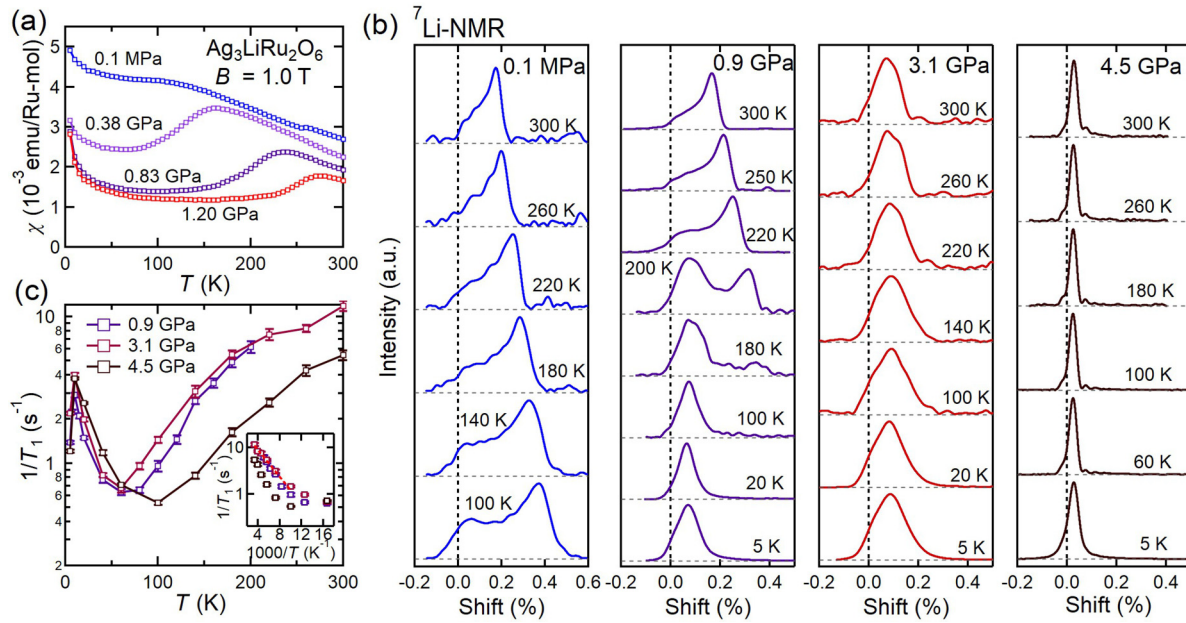 (a)
Ag3LiRu2O6
B = 1.0 T
0.1 MPa
0.38 GPa
0.83 GPa
1.20 GPa
χ (10⁻³ emu/Ru-mol)
5
4
3
2
1
0
0 100 200 300
T (K)
(b)
⁷Li-NMR
Intensity (a.u.)
0.1 MPa
300 K
260 K
220 K
180 K
140 K
100 K
-0.2 0.0 0.2 0.4 0.6
Shift (%)
0.9 GPa
300 K
250 K
220 K
200 K
180 K
100 K
20 K
5 K
-0.2 0.0 0.2 0.4
Shift (%)
3.1 GPa
300 K
260 K
220 K
140 K
100 K
20 K
5 K
-0.2 0.0 0.2 0.4
Shift (%)
4.5 GPa
300 K
260 K
180 K
100 K
60 K
5 K
-0.2 0.0 0.2 0.4
Shift (%)
(c)
0.9 GPa
3.1 GPa
4.5 GPa
1/T1 (s⁻¹)
10
8
6
4
2
1
8
6
4
2
0 100 200 300
T (K)
1/T1 (s⁻¹)
10
1
4 8 12 16
1000/T (K⁻¹)